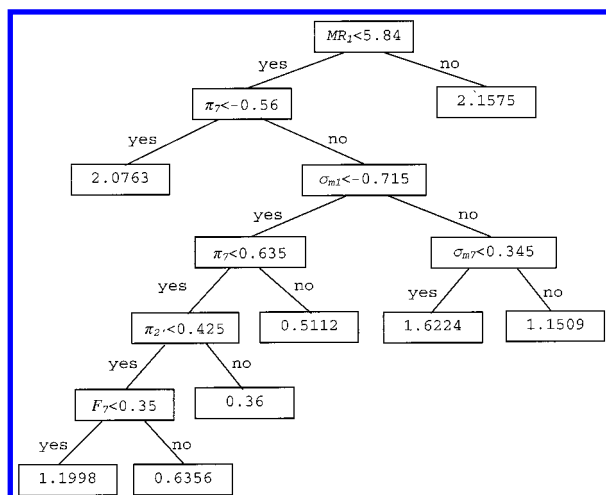 MR₁<5.84
yes no
π₇<-0.56 2.1575
yes no
2.0763 σₘ₁<-0.715
yes no
π₇<0.635 σₘ₇<0.345
yes no yes no
π₂'<0.425 0.5112 1.6224 1.1509
yes no
F₇<0.35 0.36
yes no
1.1998 0.6356